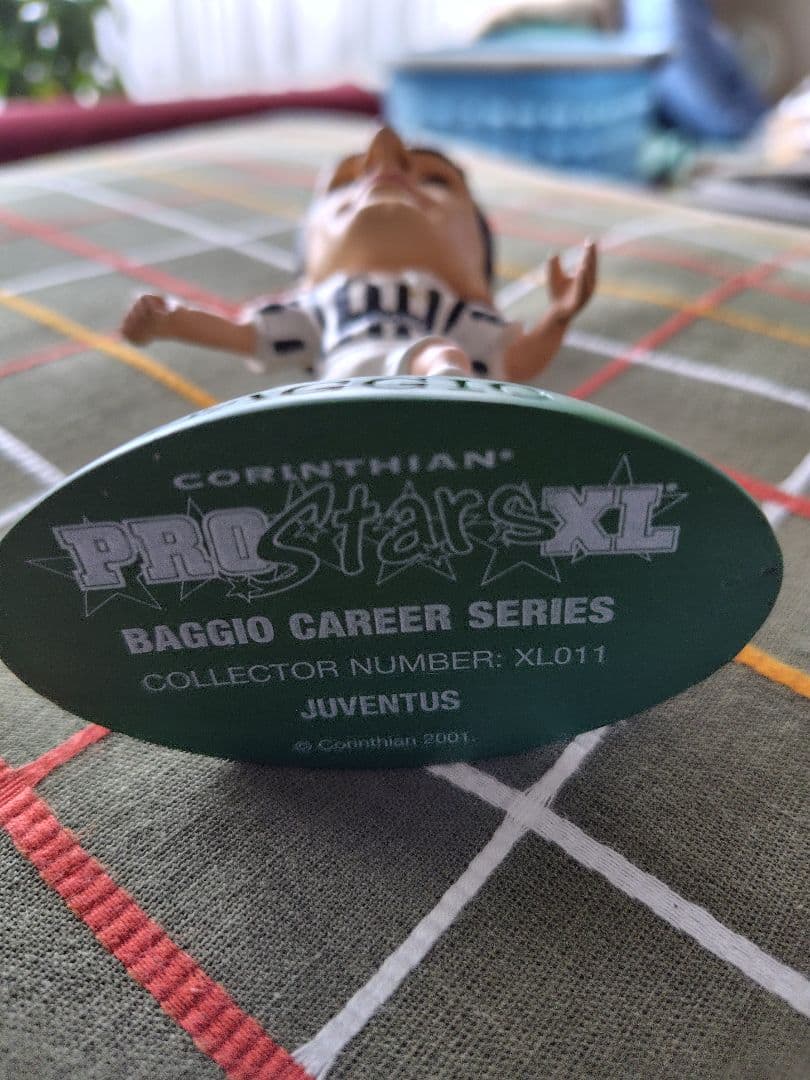 CORINTHIAN®
PROStarsXL®
BAGGIO CAREER SERIES
COLLECTOR NUMBER: XL011
JUVENTUS
© Corinthian 2001.